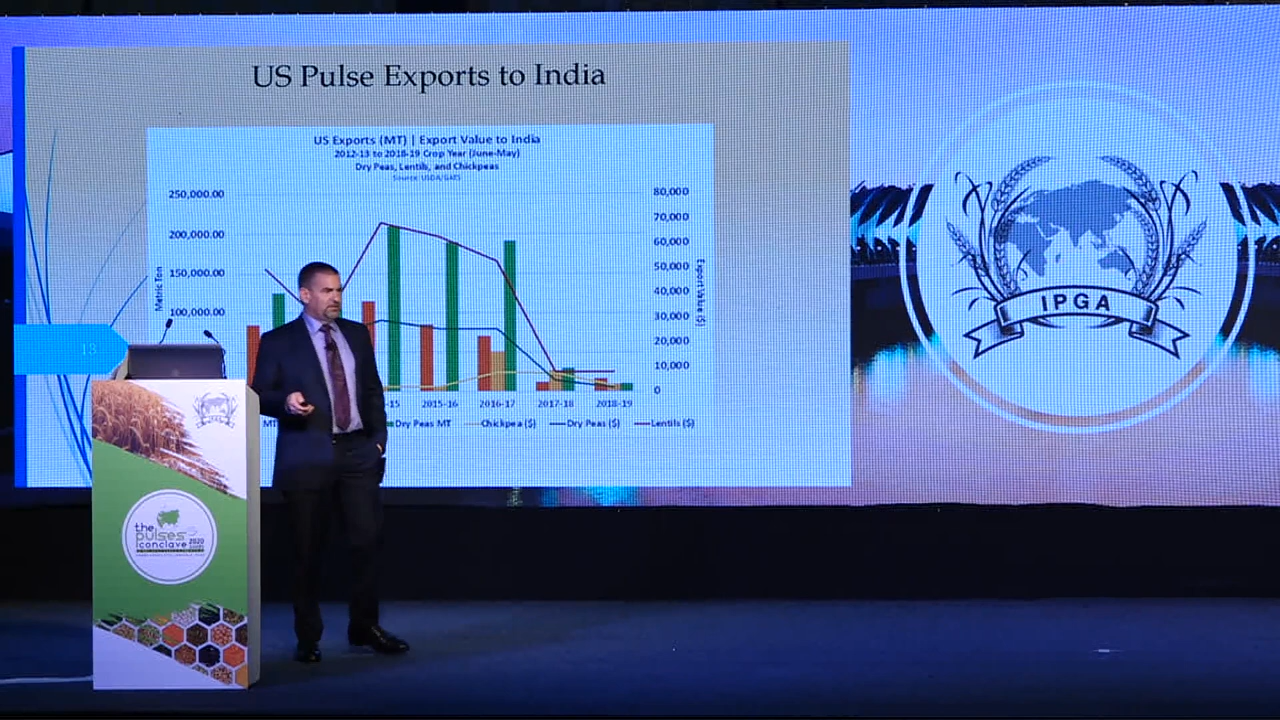 US Pulse Exports to India
US Exports (MT) | Export Value to India
2012-13 to 2018-19 Crop Year (June-May)
Dry Peas, Lentils, and Chickpeas
Source: USDA/GATS
250,000.00
200,000.00
150,000.00
100,000.00
Metric Ton
80,000
70,000
60,000
50,000
40,000
30,000
20,000
10,000
0
Export Value ($)
-15 2015-16 2016-17 2017-18 2018-19
MT Dry Peas MT Chickpea ($) Dry Peas ($) Lentils ($)
13
IPGA
IPGA
the
pulses
iconclave 2020